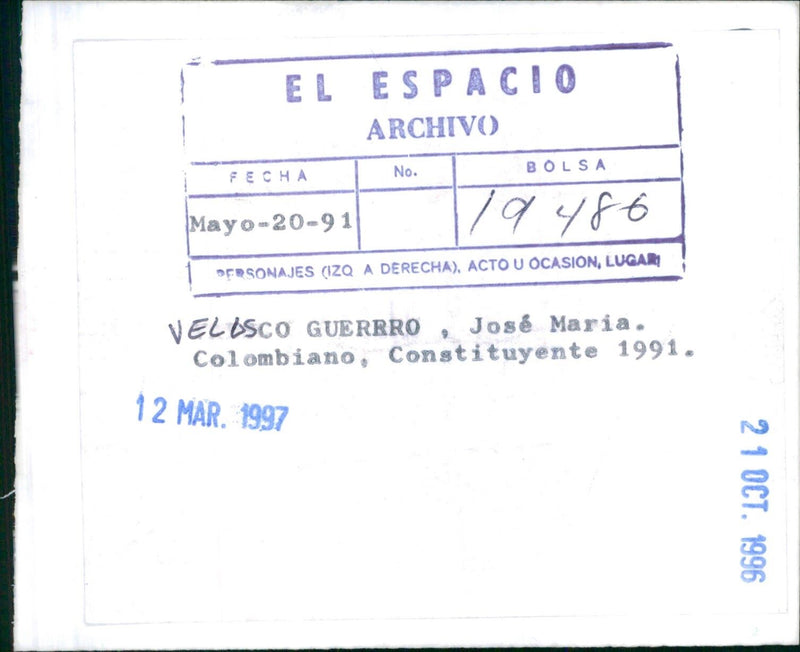 EL ESPACIO
ARCHIVO
FECHA No. BOLSA
Mayo-20-91 19486
PERSONAJES (IZQ A DERECHA), ACTO U OCASION, LUGAR
VELASCO GUERRRO , José Maria.
Colombiano, Constituyente 1991.
12 MAR. 1997
21 OCT. 1996